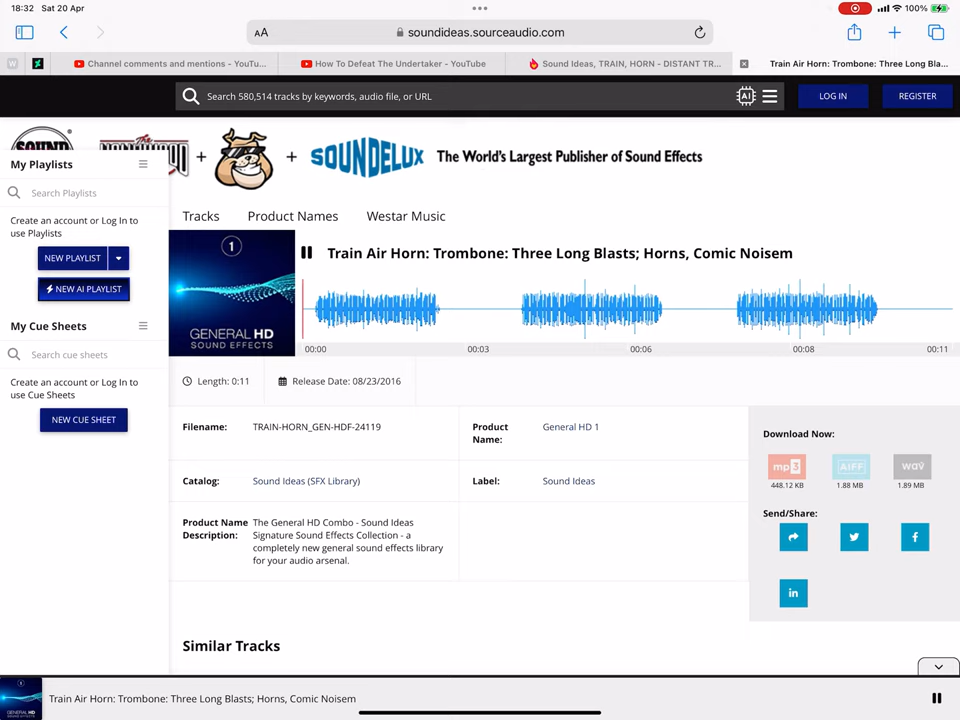 18:32 Sat 20 Apr
100%
AA
soundideas.sourceaudio.com
Channel comments and mentions - YouTu...
How To Defeat The Undertaker - YouTube
Sound Ideas, TRAIN, HORN - DISTANT TR...
Train Air Horn: Trombone: Three Long Bla...
Search 580,514 tracks by keywords, audio file, or URL
AI
LOG IN
REGISTER
SOUND
+
+
SOUNDELUX
The World's Largest Publisher of Sound Effects
My Playlists
Search Playlists
Create an account or Log In to
use Playlists
NEW PLAYLIST
NEW AI PLAYLIST
My Cue Sheets
Search cue sheets
Create an account or Log In to
use Cue Sheets
NEW CUE SHEET
Tracks
Product Names
Westar Music
1
GENERAL HD
SOUND EFFECTS
Train Air Horn: Trombone: Three Long Blasts; Horns, Comic Noisem
00:00
00:03
00:06
00:08
00:11
Length: 0:11
Release Date: 08/23/2016
Filename:
TRAIN-HORN_GEN-HDF-24119
Product
Name:
General HD 1
Catalog:
Sound Ideas (SFX Library)
Label:
Sound Ideas
Product Name
Description:
The General HD Combo - Sound Ideas
Signature Sound Effects Collection - a
completely new general sound effects library
for your audio arsenal.
Download Now:
mp3
AIFF
wav
448.12 KB
1.88 MB
1.89 MB
Send/Share:
Similar Tracks
Train Air Horn: Trombone: Three Long Blasts; Horns, Comic Noisem